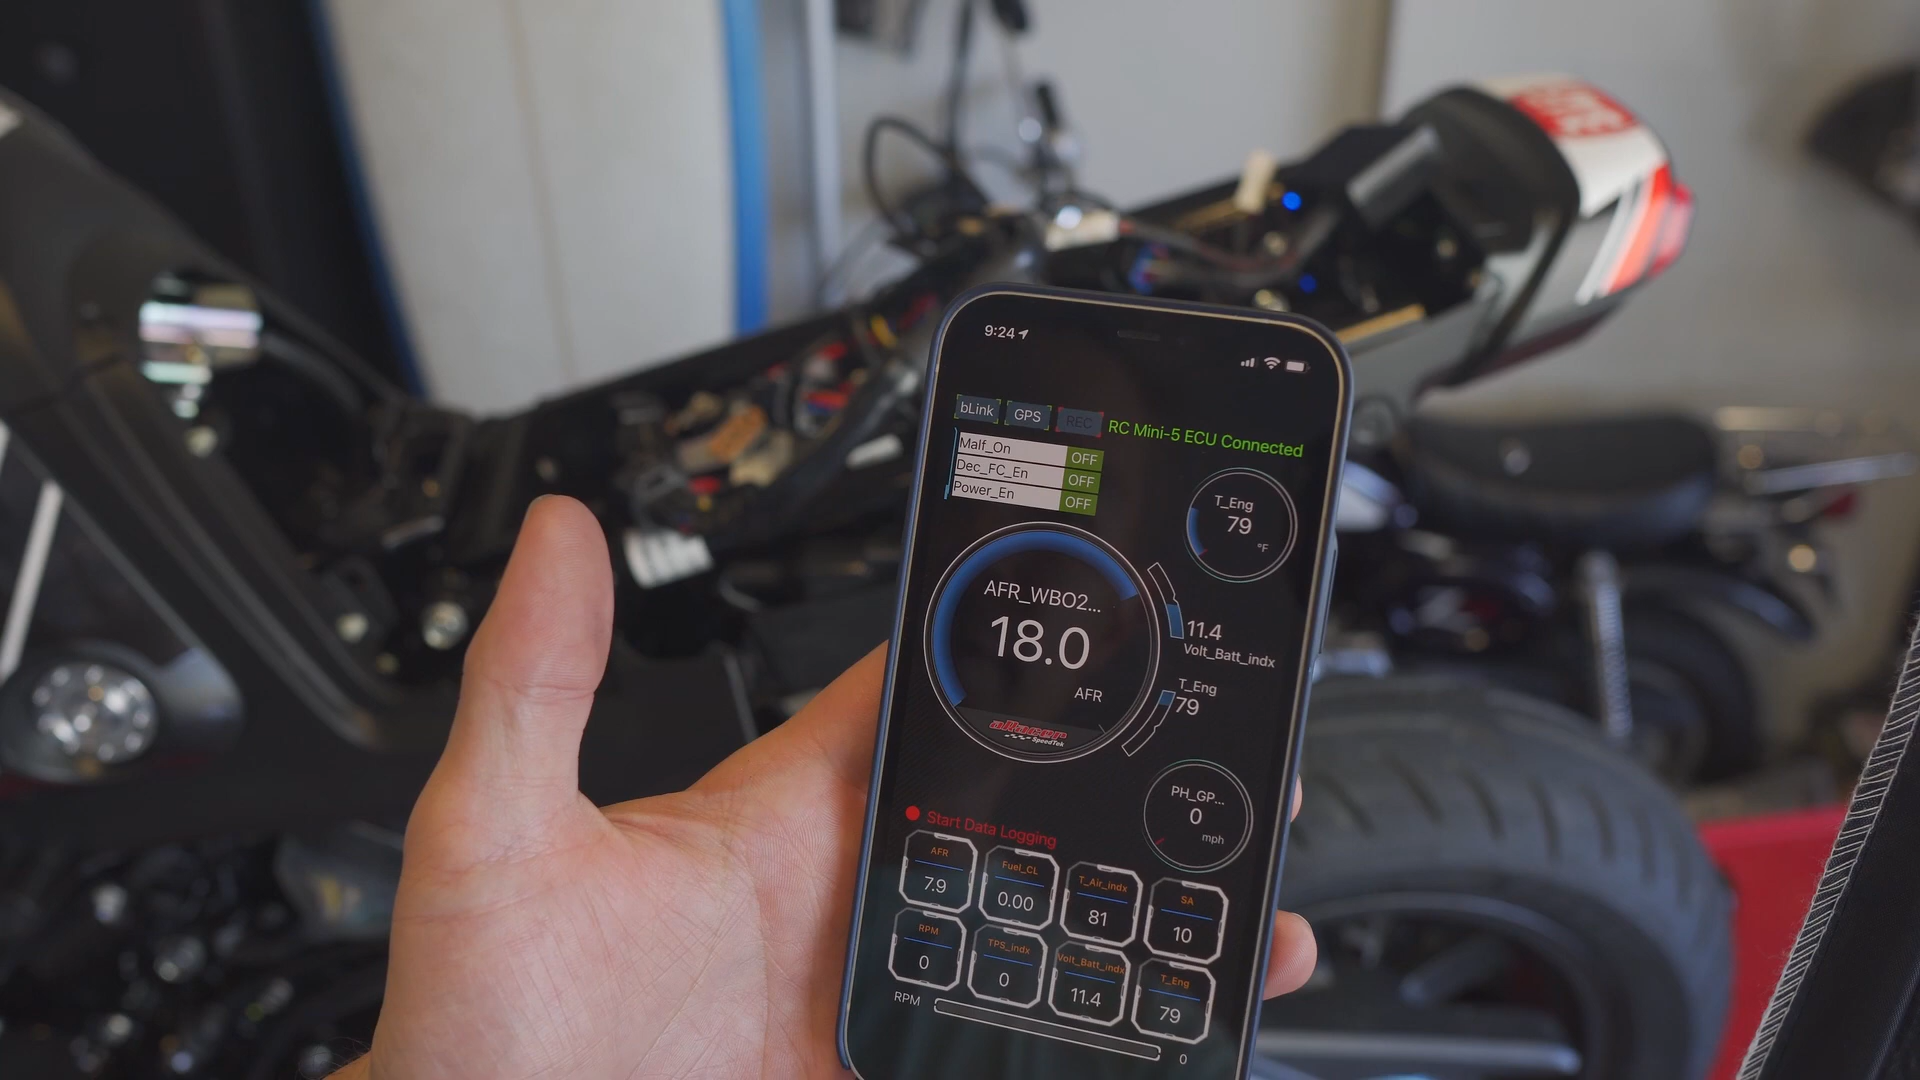 9:24
bLink GPS REC RC Mini-5 ECU Connected
Malf_On OFF
Dec_FC_En OFF
Power_En OFF
T_Eng
79
°F
AFR_WBO2...
18.0
AFR
aRacer
SpeedTek
11.4
Volt_Batt_indx
T_Eng
79
PH_GP...
0
mph
Start Data Logging
AFR Fuel_CL T_Air_indx SA
7.9 0.00 81 10
RPM TPS_indx Volt_Batt_indx T_Eng
0 0 11.4 79
RPM 0